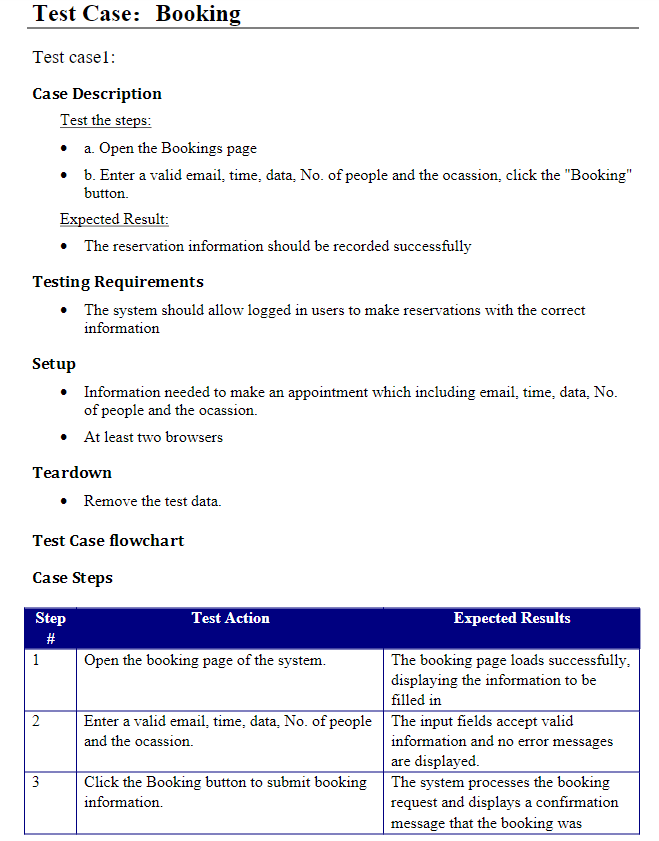 Test Case： Booking
Test case1:
Case Description
Test the steps:
• a. Open the Bookings page
• b. Enter a valid email, time, data, No. of people and the ocassion, click the "Booking"
button.
Expected Result:
• The reservation information should be recorded successfully
Testing Requirements
• The system should allow logged in users to make reservations with the correct
information
Setup
• Information needed to make an appointment which including email, time, data, No.
of people and the ocassion.
• At least two browsers
Teardown
• Remove the test data.
Test Case flowchart
Case Steps
Step # Test Action Expected Results
1 Open the booking page of the system. The booking page loads successfully,
displaying the information to be
filled in
2 Enter a valid email, time, data, No. of people
and the ocassion. The input fields accept valid
information and no error messages
are displayed.
3 Click the Booking button to submit booking
information. The system processes the booking
request and displays a confirmation
message that the booking was